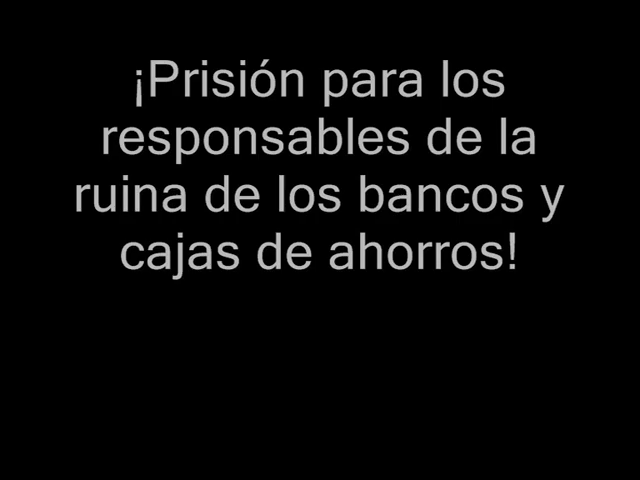 ¡Prisión para los
responsables de la
ruina de los bancos y
cajas de ahorros!